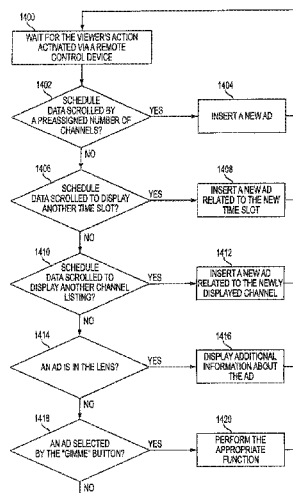 1400
WAIT FOR THE VIEWER'S ACTION
ACTIVATED VIA A REMOTE
CONTROL DEVICE
1402
SCHEDULE
DATA SCROLLED BY
A PREASSIGNED NUMBER OF
CHANNELS?
YES
1404
INSERT A NEW AD
NO
1406
SCHEDULE
DATA SCROLLED TO DISPLAY
ANOTHER TIME SLOT?
YES
1408
INSERT A NEW AD
RELATED TO THE NEW
TIME SLOT
NO
1410
SCHEDULE
DATA SCROLLED TO
DISPLAY ANOTHER CHANNEL
LISTING?
YES
1412
INSERT A NEW AD
RELATED TO THE NEWLY
DISPLAYED CHANNEL
NO
1414
AN AD IS IN THE LENS?
YES
1416
DISPLAY ADDITIONAL
INFORMATION ABOUT
THE AD
NO
1418
AN AD SELECTED
BY THE "GIMME" BUTTON?
YES
1420
PERFORM THE
APPROPRIATE
FUNCTION
NO